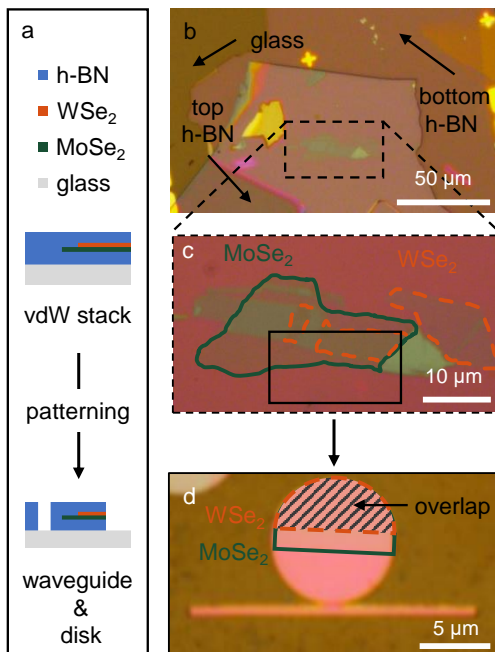 a
h-BN
WSe₂
MoSe₂
glass
vdW stack
patterning
waveguide
&
disk
b
glass
top
h-BN
bottom
h-BN
50 µm
c
MoSe₂
WSe₂
10 µm
d
WSe₂
MoSe₂
overlap
5 µm